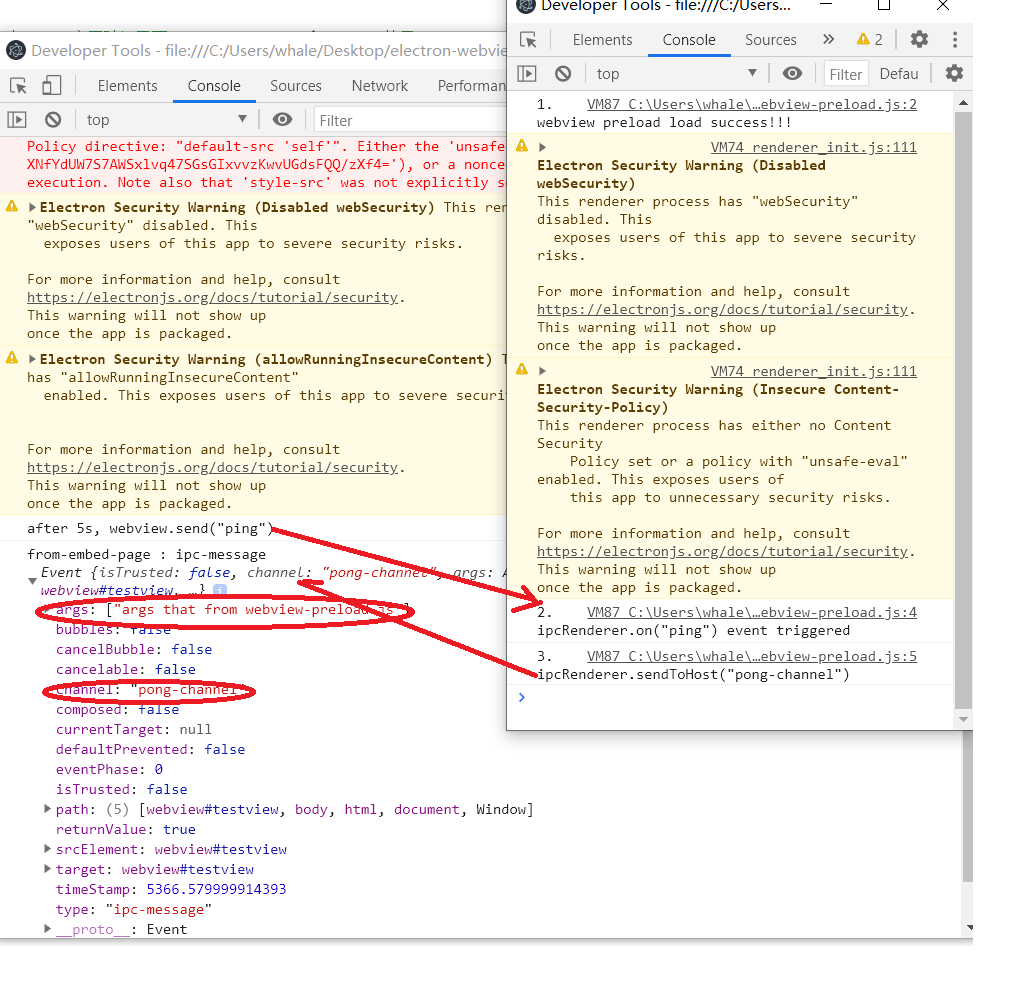 Developer Tools - file:///C:/Users/whale/Desktop/electron-webvie
Elements Console Sources Network Performan
top Filter
Policy directive: "default-src 'self'". Either the 'unsafe
XNfYdUW7S7AWSxlvq47SGsGIxvvzKwvUGdsFQQ/zXf4='), or a nonce
execution. Note also that 'style-src' was not explicitly s
Electron Security Warning (Disabled webSecurity) This ren
"webSecurity" disabled. This
exposes users of this app to severe security risks.
For more information and help, consult
https://electronjs.org/docs/tutorial/security.
This warning will not show up
once the app is packaged.
Electron Security Warning (allowRunningInsecureContent) T
has "allowRunningInsecureContent"
enabled. This exposes users of this app to severe securi
For more information and help, consult
https://electronjs.org/docs/tutorial/security.
This warning will not show up
once the app is packaged.
after 5s, webview.send("ping")
from-embed-page : ipc-message
Event {isTrusted: false, channel: "pong-channel", args: A
webview#testview, …} i
args: ["args that from webview-preload.js"]
bubbles: false
cancelBubble: false
cancelable: false
channel: "pong-channel"
composed: false
currentTarget: null
defaultPrevented: false
eventPhase: 0
isTrusted: false
path: (5) [webview#testview, body, html, document, Window]
returnValue: true
srcElement: webview#testview
target: webview#testview
timeStamp: 5366.579999914393
type: "ipc-message"
__proto__: Event
Developer Tools - file:///C:/Users...
Elements Console Sources » 2
top Filter Defau
1. VM87 C:\Users\whale\…ebview-preload.js:2
webview preload load success!!!
VM74 renderer_init.js:111
Electron Security Warning (Disabled
webSecurity)
This renderer process has "webSecurity"
disabled. This
exposes users of this app to severe security
risks.
For more information and help, consult
https://electronjs.org/docs/tutorial/security.
This warning will not show up
once the app is packaged.
VM74 renderer_init.js:111
Electron Security Warning (Insecure Content-
Security-Policy)
This renderer process has either no Content
Security
Policy set or a policy with "unsafe-eval"
enabled. This exposes users of
this app to unnecessary security risks.
For more information and help, consult
https://electronjs.org/docs/tutorial/security.
This warning will not show up
once the app is packaged.
2. VM87 C:\Users\whale\…ebview-preload.js:4
ipcRenderer.on("ping") event triggered
3. VM87 C:\Users\whale\…ebview-preload.js:5
ipcRenderer.sendToHost("pong-channel")